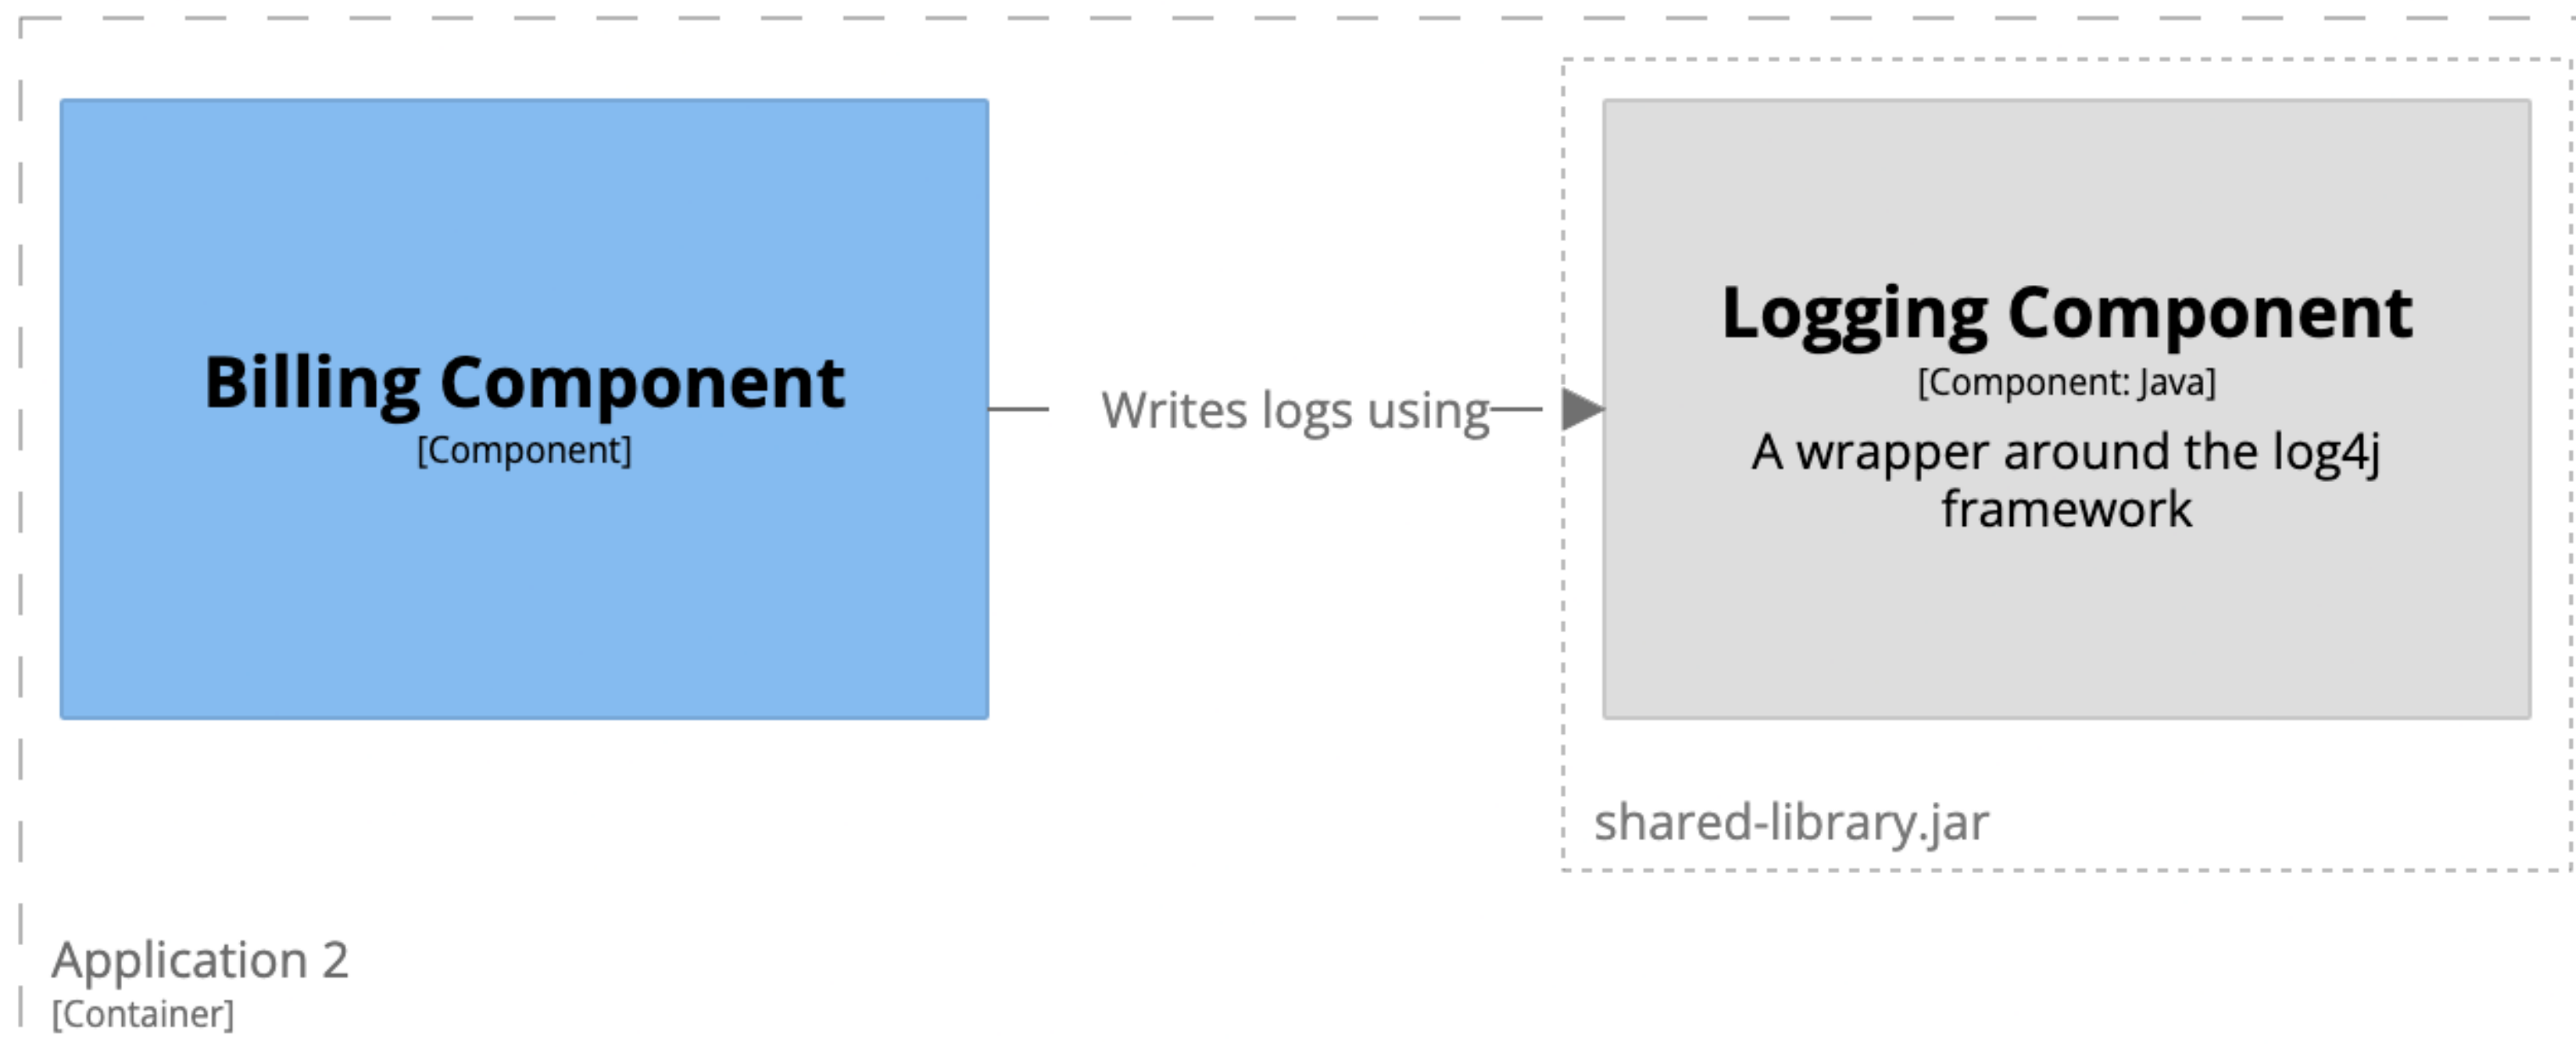 Billing Component
[Component]
Writes logs using
Logging Component
[Component: Java]
A wrapper around the log4j
framework
shared-library.jar
Application 2
[Container]